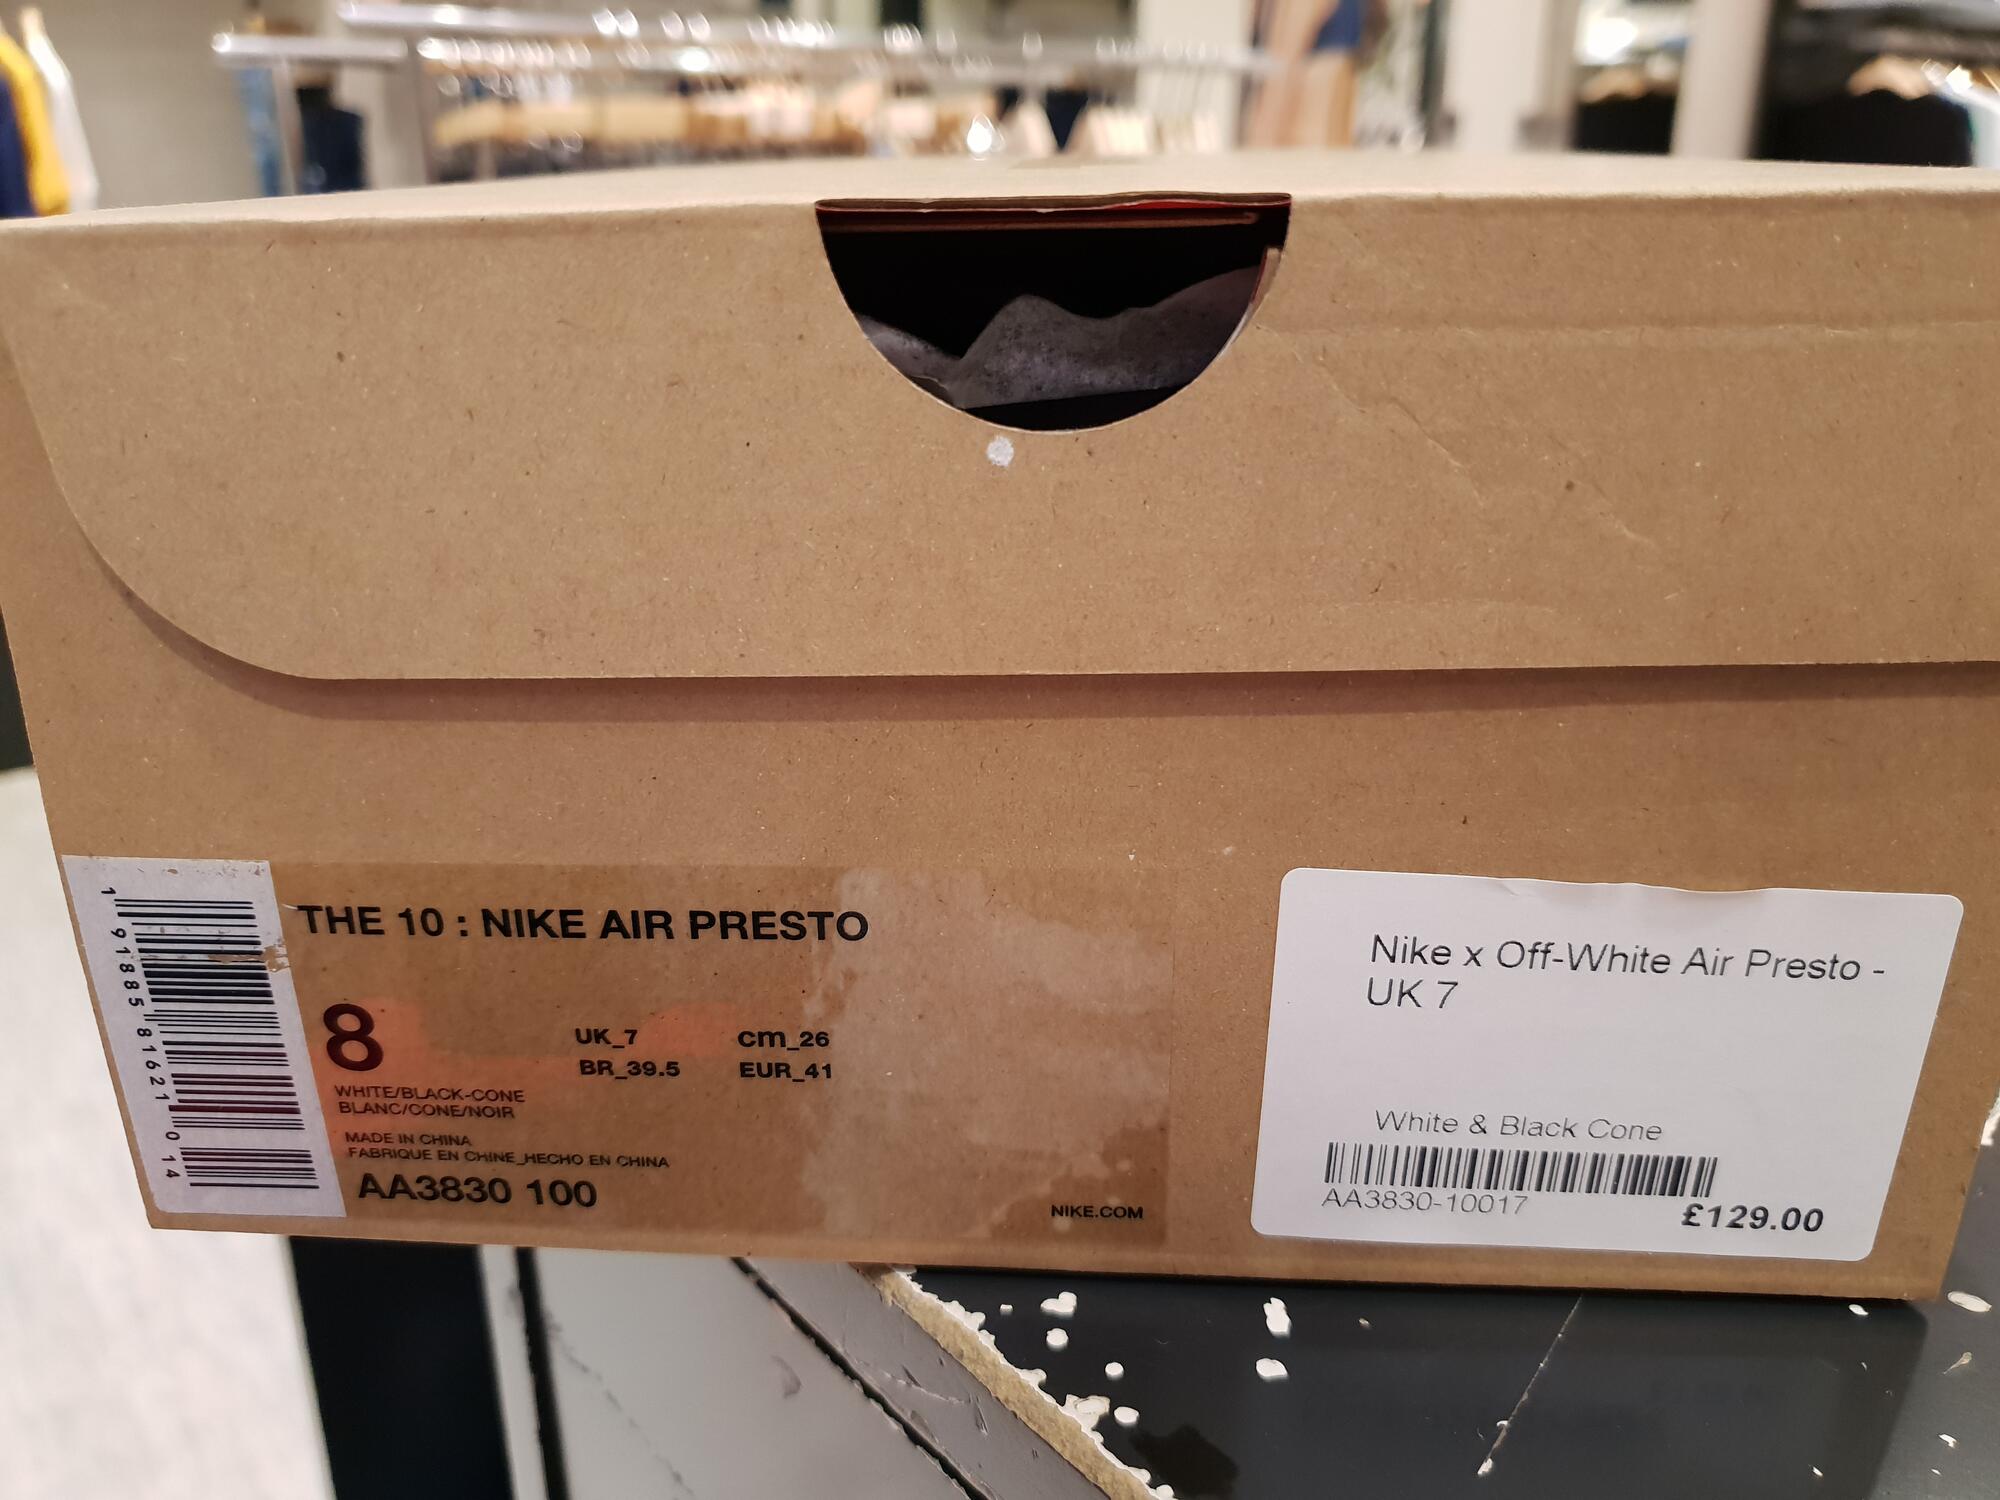 THE 10 : NIKE AIR PRESTO
8
UK_7
cm_26
BR_39.5
EUR_41
WHITE/BLACK-CONE
BLANC/CONE/NOIR
MADE IN CHINA
FABRIQUE EN CHINE_HECHO EN CHINA
AA3830 100
NIKE.COM
1 91885 81621 0 14
Nike x Off-White Air Presto -
UK 7
White & Black Cone
AA3830-10017
£129.00